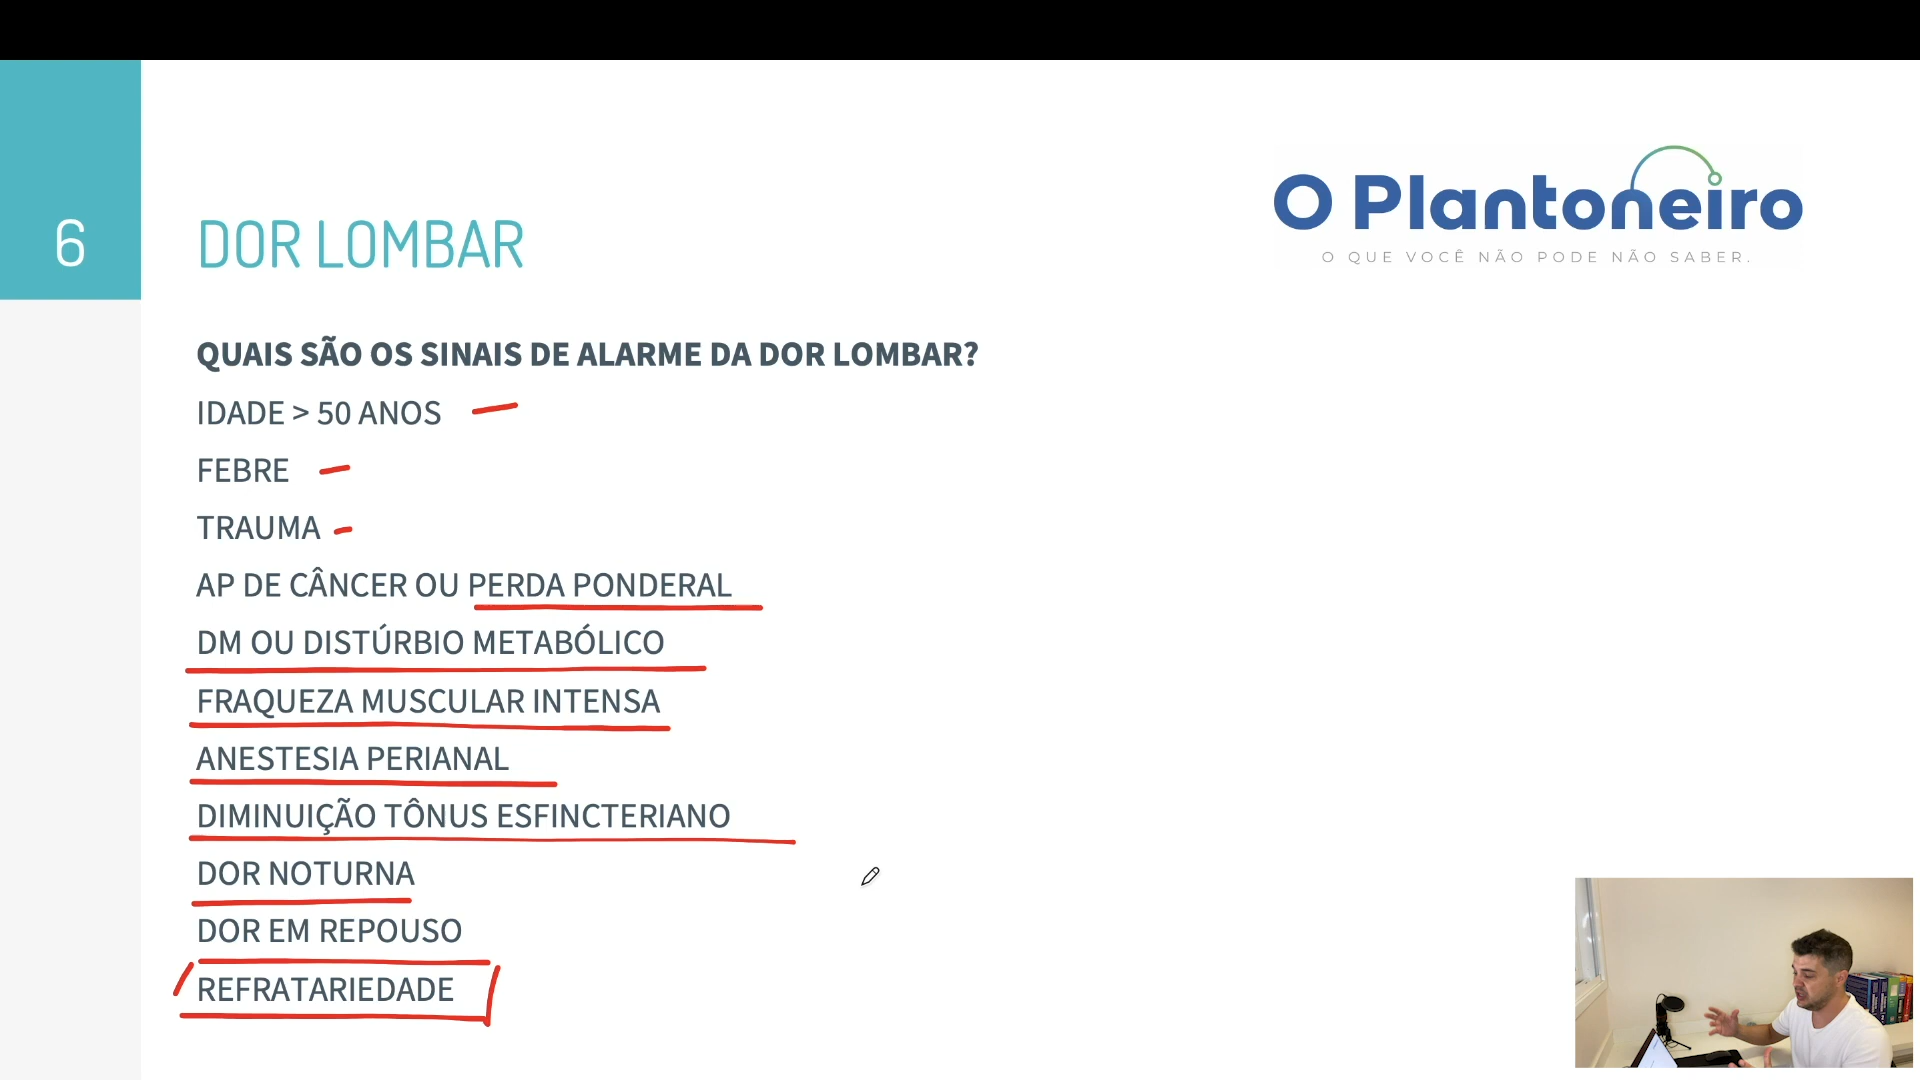 O Plantoneiro
O QUE VOCÊ NÃO PODE NÃO SABER.
6
DOR LOMBAR
QUAIS SÃO OS SINAIS DE ALARME DA DOR LOMBAR?
IDADE > 50 ANOS
FEBRE
TRAUMA
AP DE CÂNCER OU PERDA PONDERAL
DM OU DISTÚRBIO METABÓLICO
FRAQUEZA MUSCULAR INTENSA
ANESTESIA PERIANAL
DIMINUIÇÃO TÔNUS ESFINCTERIANO
DOR NOTURNA
DOR EM REPOUSO
REFRATARIEDADE